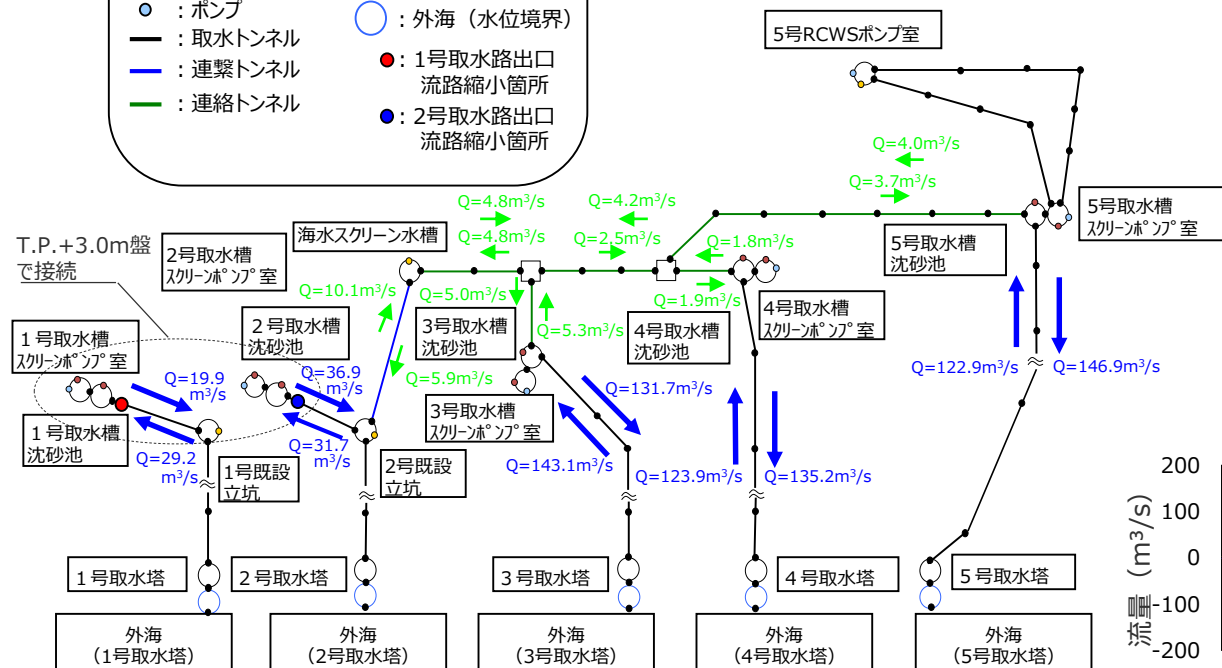 ：ポンプ
：取水トンネル
：連繋トンネル
：連絡トンネル
：外海（水位境界）
：1号取水路出口
流路縮小箇所
：2号取水路出口
流路縮小箇所
5号RCWSポンプ室
Q=4.0m³/s
Q=3.7m³/s
Q=4.8m³/s
Q=4.2m³/s
Q=4.8m³/s
Q=2.5m³/s
Q=1.8m³/s
Q=1.9m³/s
5号取水槽
スクリーンポンプ室
5号取水槽
沈砂池
T.P.+3.0m盤
で接続
2号取水槽
スクリーンポンプ室
海水スクリーン水槽
Q=10.1m³/s
Q=5.0m³/s
Q=5.3m³/s
Q=5.9m³/s
3号取水槽
沈砂池
4号取水槽
沈砂池
4号取水槽
スクリーンポンプ室
1号取水槽
スクリーンポンプ室
2号取水槽
沈砂池
Q=19.9
m³/s
Q=36.9
m³/s
Q=131.7m³/s
Q=122.9m³/s
Q=146.9m³/s
3号取水槽
スクリーンポンプ室
1号取水槽
沈砂池
Q=29.2
m³/s
Q=31.7
m³/s
1号既設
立坑
2号既設
立坑
Q=143.1m³/s
Q=123.9m³/s
Q=135.2m³/s
1号取水塔
2号取水塔
3号取水塔
4号取水塔
5号取水塔
外海
（1号取水塔）
外海
（2号取水塔）
外海
（3号取水塔）
外海
（4号取水塔）
外海
（5号取水塔）
流量（m³/s）
200
100
0
-100
-200